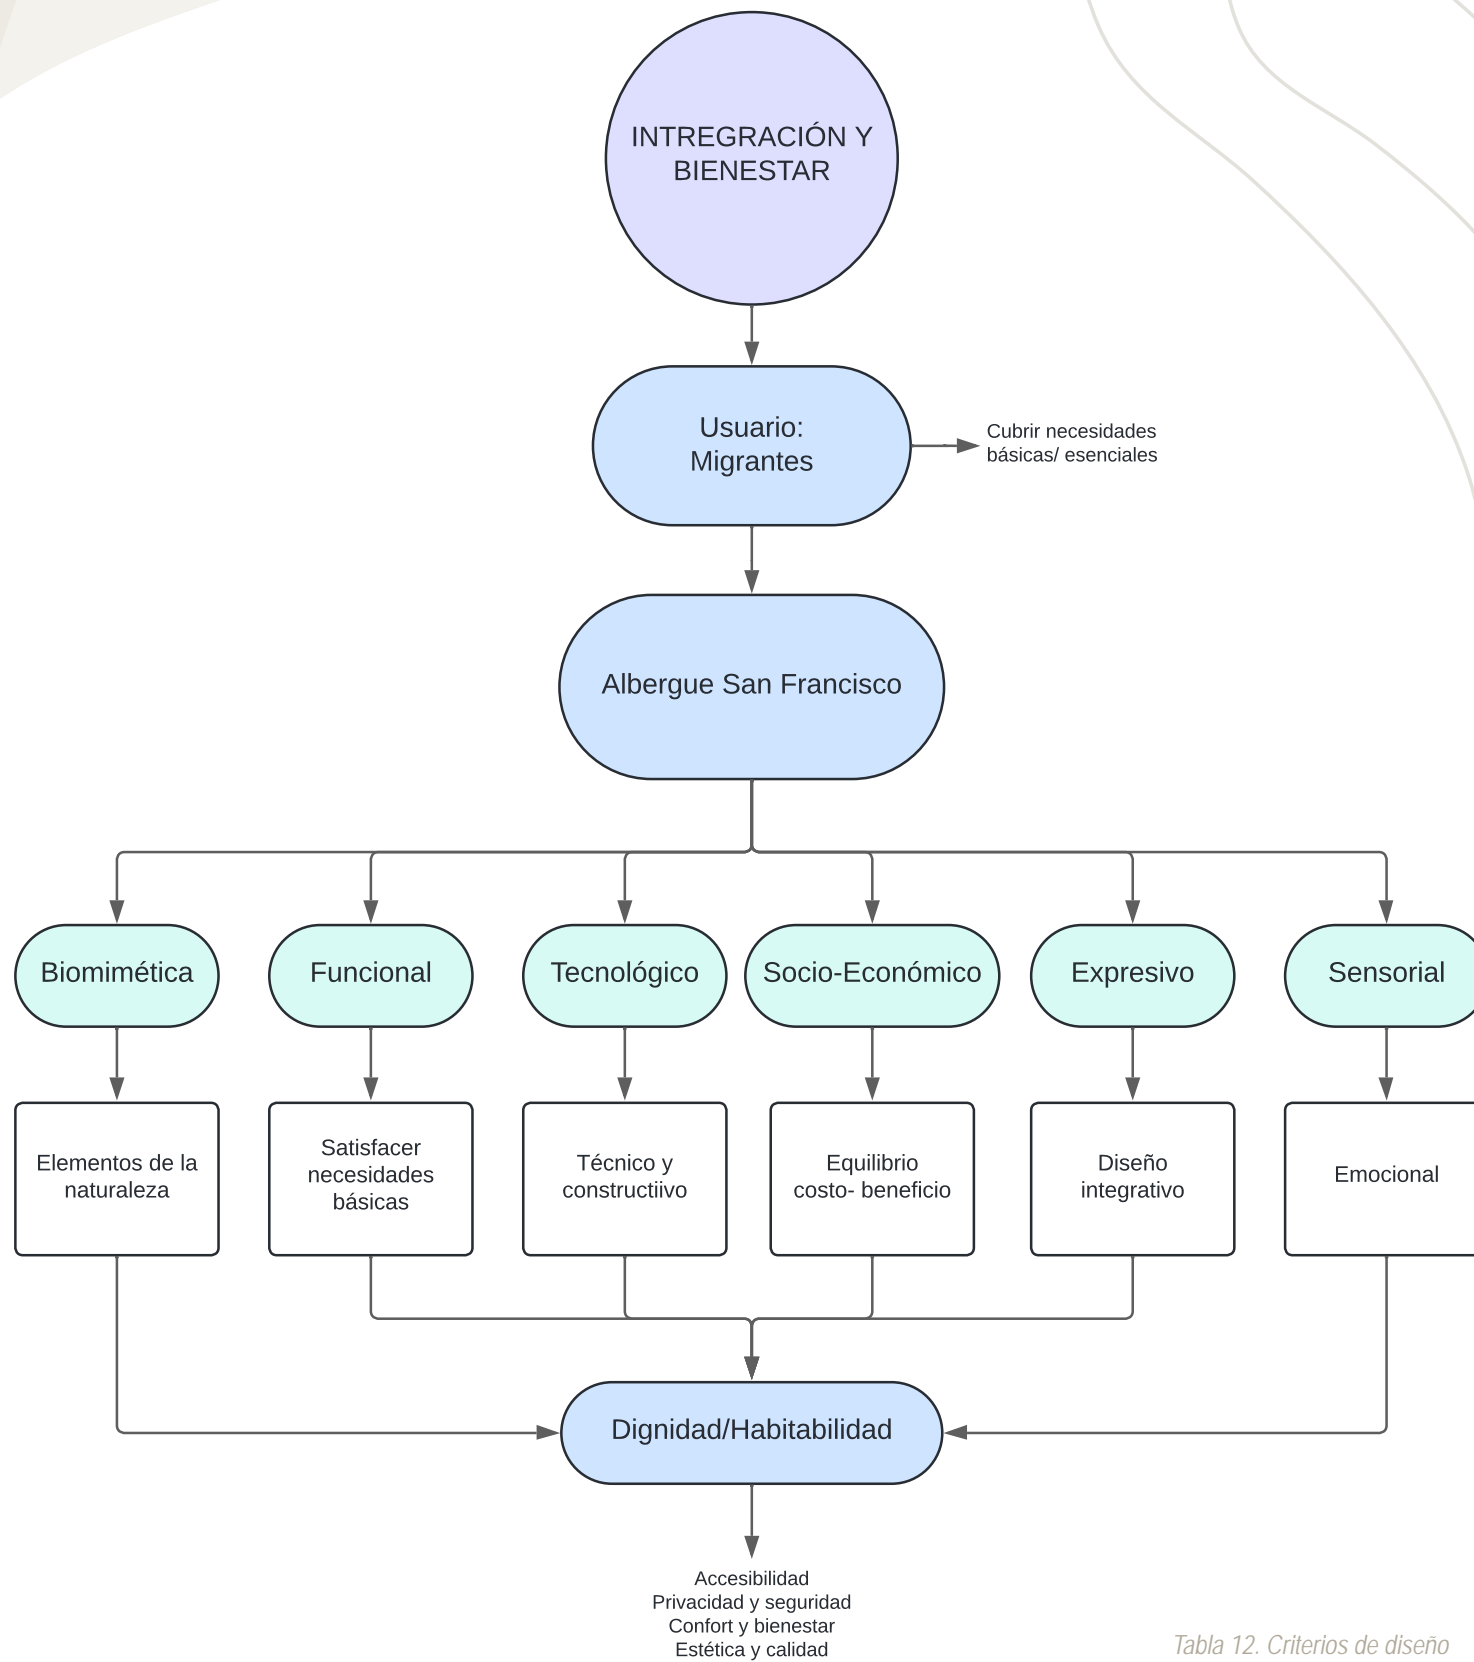 INTREGRACIÓN Y
BIENESTAR
Usuario:
Migrantes
Cubrir necesidades
básicas/ esenciales
Albergue San Francisco
Biomimética
Funcional
Tecnológico
Socio-Económico
Expresivo
Sensorial
Elementos de la
naturaleza
Satisfacer
necesidades
básicas
Técnico y
constructiivo
Equilibrio
costo- beneficio
Diseño
integrativo
Emocional
Dignidad/Habitabilidad
Accesibilidad
Privacidad y seguridad
Confort y bienestar
Estética y calidad
Tabla 12. Criterios de diseño